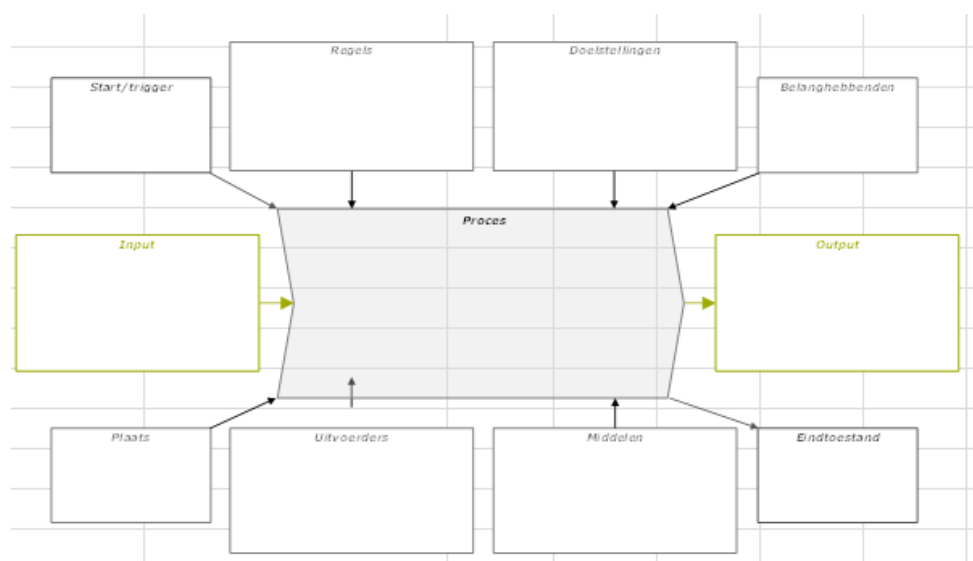 Regels
Doelstellingen
Start/trigger
Belanghebbenden
Proces
Input
Output
Plaats
Uitvoerders
Middelen
Eindtoestand